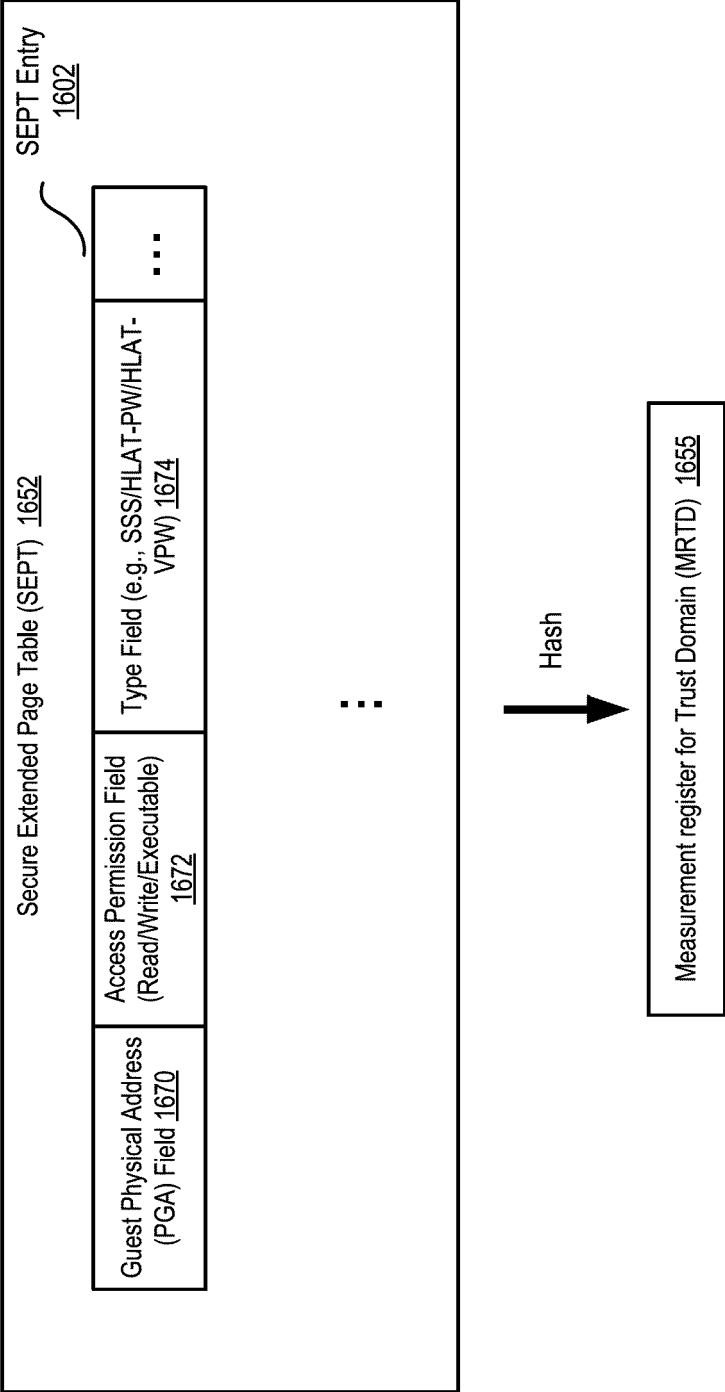 Secure Extended Page Table (SEPT) 1652
SEPT Entry
1602
Guest Physical Address
(PGA) Field 1670
Access Permission Field
(Read/Write/Executable)
1672
Type Field (e.g., SSS/HLAT-PW/HLAT-
VPW) 1674
...
...
Hash
Measurement register for Trust Domain (MRTD) 1655